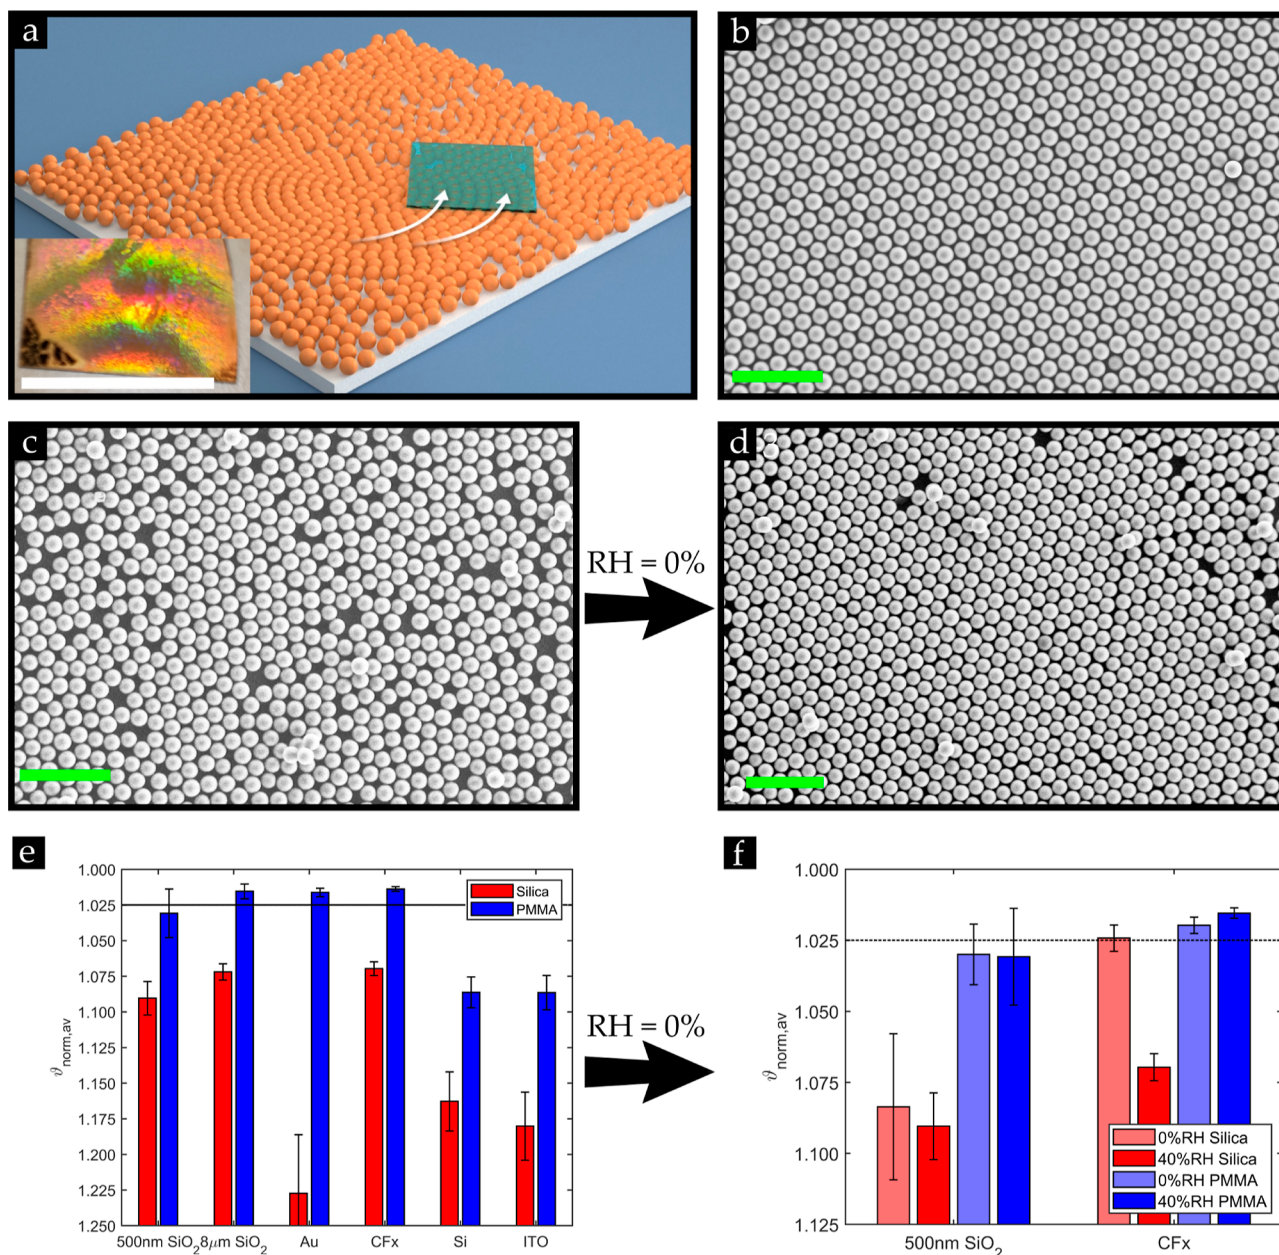 a
b
c
d
RH = 0%
e
1.000
1.025
1.050
1.075
1.100
1.125
1.150
1.175
1.200
1.225
1.250
ϑnorm,av
Silica
PMMA
500nm SiO2
8μm SiO2
Au
CFx
Si
ITO
RH = 0%
f
1.000
1.025
1.050
1.075
1.100
1.125
ϑnorm,av
0%RH Silica
40%RH Silica
0%RH PMMA
40%RH PMMA
500nm SiO2
CFx